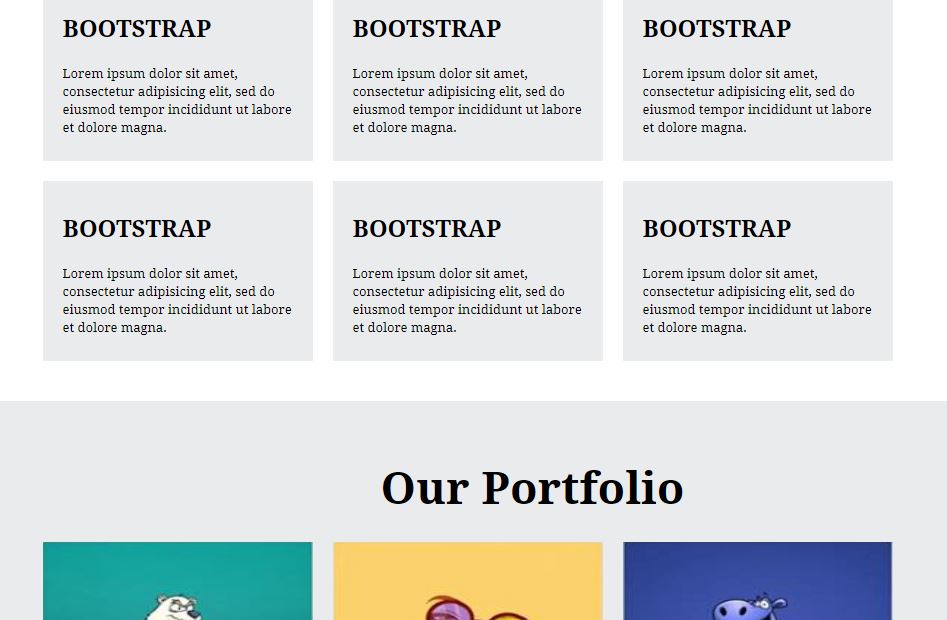 BOOTSTRAP
Lorem ipsum dolor sit amet,
consectetur adipisicing elit, sed do
eiusmod tempor incididunt ut labore
et dolore magna.
BOOTSTRAP
Lorem ipsum dolor sit amet,
consectetur adipisicing elit, sed do
eiusmod tempor incididunt ut labore
et dolore magna.
BOOTSTRAP
Lorem ipsum dolor sit amet,
consectetur adipisicing elit, sed do
eiusmod tempor incididunt ut labore
et dolore magna.
BOOTSTRAP
Lorem ipsum dolor sit amet,
consectetur adipisicing elit, sed do
eiusmod tempor incididunt ut labore
et dolore magna.
BOOTSTRAP
Lorem ipsum dolor sit amet,
consectetur adipisicing elit, sed do
eiusmod tempor incididunt ut labore
et dolore magna.
BOOTSTRAP
Lorem ipsum dolor sit amet,
consectetur adipisicing elit, sed do
eiusmod tempor incididunt ut labore
et dolore magna.
Our Portfolio